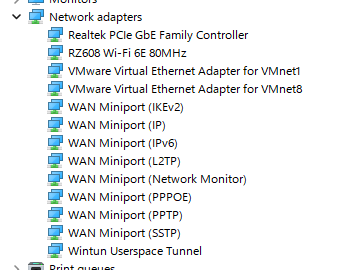 Monitors
Network adapters
Realtek PCIe GbE Family Controller
RZ608 Wi-Fi 6E 80MHz
VMware Virtual Ethernet Adapter for VMnet1
VMware Virtual Ethernet Adapter for VMnet8
WAN Miniport (IKEv2)
WAN Miniport (IP)
WAN Miniport (IPv6)
WAN Miniport (L2TP)
WAN Miniport (Network Monitor)
WAN Miniport (PPPOE)
WAN Miniport (PPTP)
WAN Miniport (SSTP)
Wintun Userspace Tunnel
Print queues